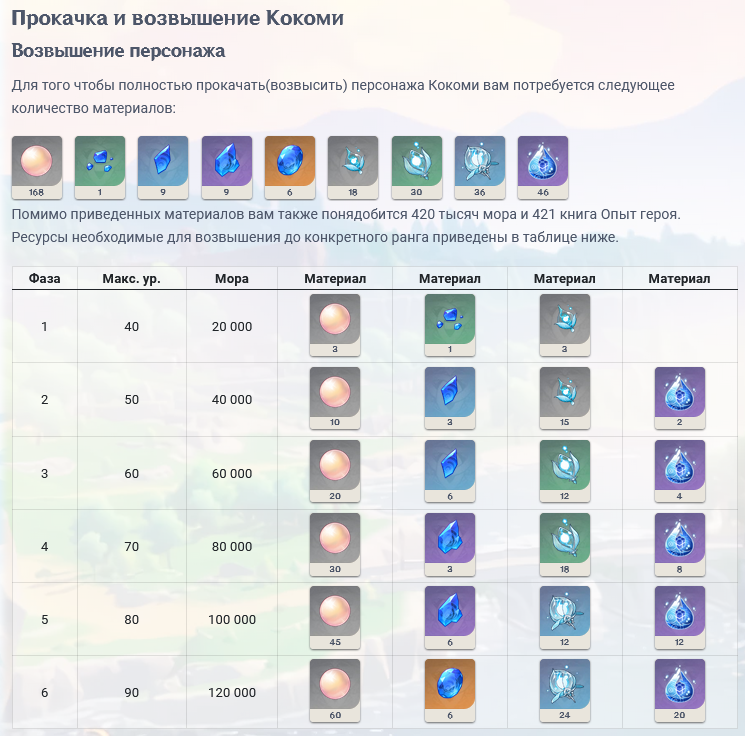 Прокачка и возвышение Кокоми
Возвышение персонажа
Для того чтобы полностью прокачать(возвысить) персонажа Кокоми вам потребуется следующее
количество материалов:
168 1 9 9 6 18 30 36 46
Помимо приведенных материалов вам также понядобится 420 тысяч мора и 421 книга Опыт героя.
Ресурсы необходимые для возвышения до конкретного ранга приведены в таблице ниже.
Фаза Макс. ур. Мора Материал Материал Материал Материал
1 40 20 000 3 1 3
2 50 40 000 10 3 15 2
3 60 60 000 20 6 12 4
4 70 80 000 30 3 18 8
5 80 100 000 45 6 12 12
6 90 120 000 60 6 24 20